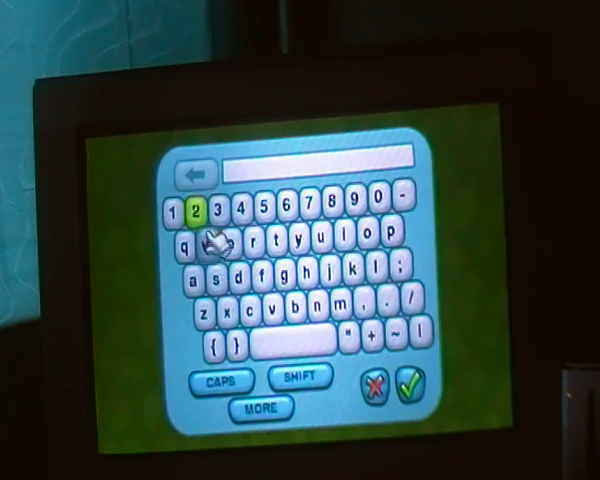 1 2 3 4 5 6 7 8 9 0 -
q r t y u i o p
a s d f g h j k l ;
z x c v b n m , . /
{ } " + ~ |
CAPS SHIFT
MORE